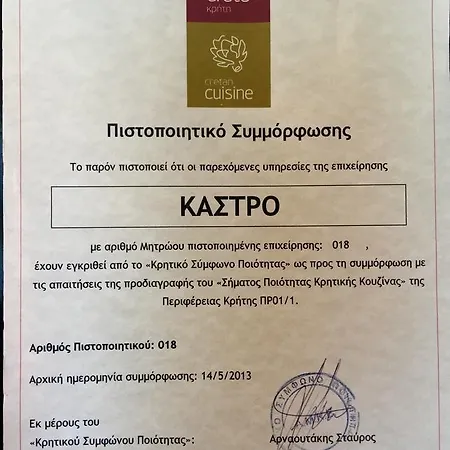 κρήτη
cretan
cuisine
Πιστοποιητικό Συμμόρφωσης
Το παρόν πιστοποιεί ότι οι παρεχόμενες υπηρεσίες της επιχείρησης
ΚΑΣΤΡΟ
με αριθμό Μητρώου πιστοποιημένης επιχείρησης: 018 ,
έχουν εγκριθεί από το «Κρητικό Σύμφωνο Ποιότητας» ως προς τη συμμόρφωση με
τις απαιτήσεις της προδιαγραφής του «Σήματος Ποιότητας Κρητικής Κουζίνας» της
Περιφέρειας Κρήτης ΠΡ01/1.
Αριθμός Πιστοποιητικού: 018
Αρχική ημερομηνία συμμόρφωσης: 14/5/2013
Εκ μέρους του
«Κρητικού Συμφώνου Ποιότητας»:
Αρναουτάκης Σταύρος